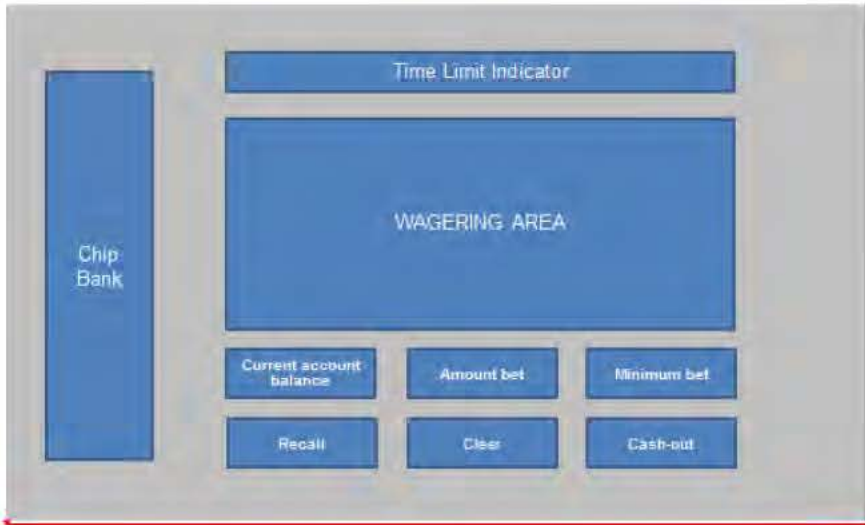 Time Limit Indicator
WAGERING AREA
Chip
Bank
Current account
balance
Amount bet
Minimum bet
Recall
Clear
Cash-out